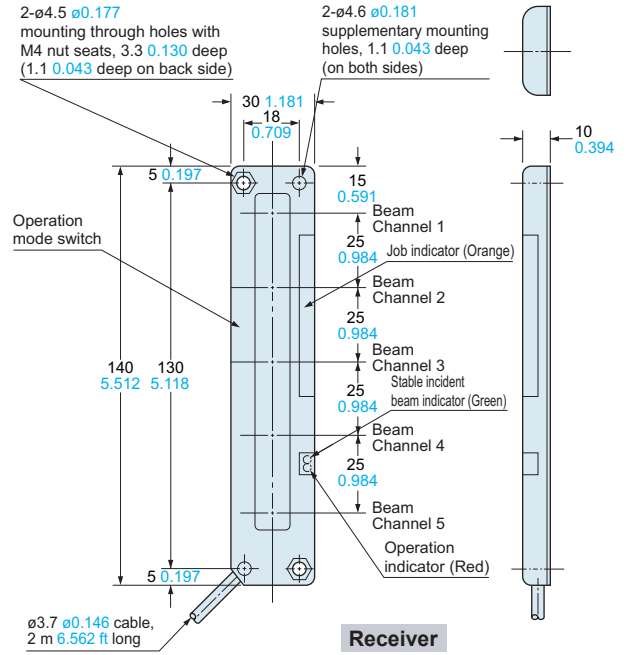 2-ø4.5 ø0.177
mounting through holes with
M4 nut seats, 3.3 0.130 deep
(1.1 0.043 deep on back side)
2-ø4.6 ø0.181
supplementary mounting
holes, 1.1 0.043 deep
(on both sides)
30 1.181
18
0.709
10
0.394
5 0.197
15
0.591
Operation
mode switch
Beam
Channel 1
25
0.984
Job indicator (Orange)
Beam
Channel 2
25
0.984
140
5.512
130
5.118
Beam
Channel 3
Stable incident
beam indicator (Green)
25
0.984
Beam
Channel 4
25
0.984
Beam
Channel 5
Operation
indicator (Red)
5 0.197
ø3.7 ø0.146 cable,
2 m 6.562 ft long
Receiver